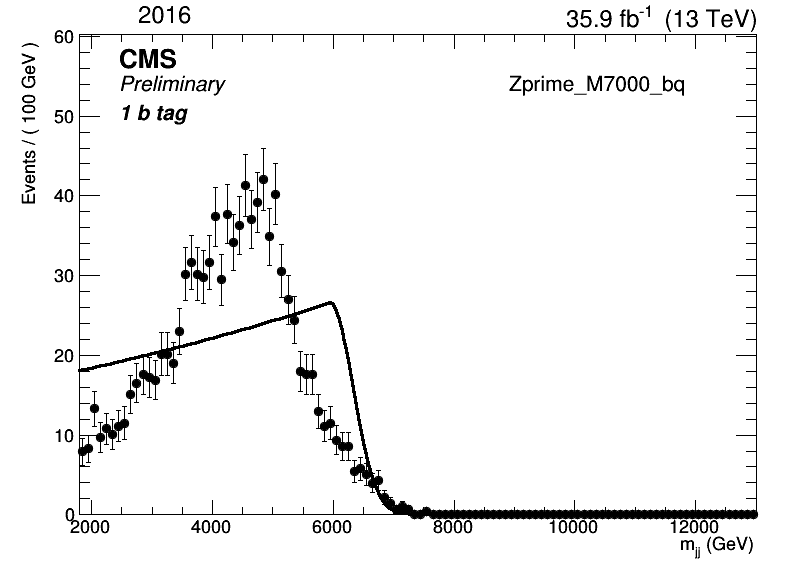 2016
35.9 fb⁻¹ (13 TeV)
CMS
Preliminary
1 b tag
Zprime_M7000_bq
Events / ( 100 GeV )
60
50
40
30
20
10
0
2000 4000 6000 8000 10000 12000
m_jj (GeV)